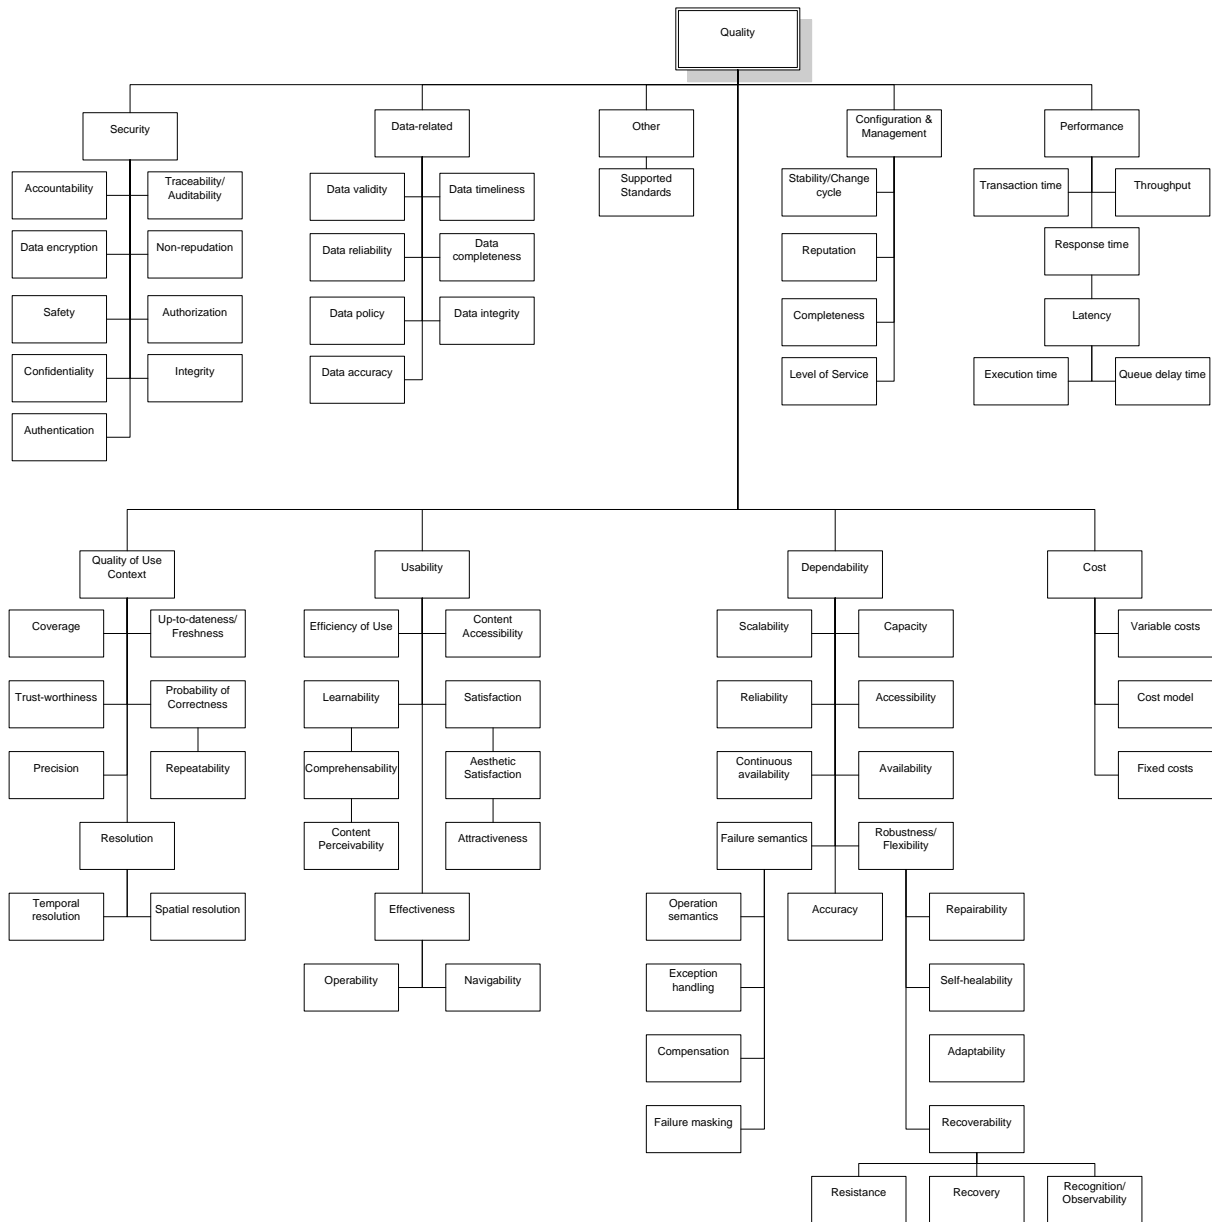 Quality
Security
Data-related
Other
Configuration &
Management
Performance
Accountability
Traceability/
Auditability
Data validity
Data timeliness
Supported
Standards
Stability/Change
cycle
Transaction time
Throughput
Data encryption
Non-repudation
Data reliability
Data
completeness
Reputation
Response time
Safety
Authorization
Data policy
Data integrity
Completeness
Latency
Confidentiality
Integrity
Data accuracy
Level of Service
Execution time
Queue delay time
Authentication
Quality of Use
Context
Usability
Dependability
Cost
Coverage
Up-to-dateness/
Freshness
Efficiency of Use
Content
Accessibility
Scalability
Capacity
Variable costs
Trust-worthiness
Probability of
Correctness
Learnability
Satisfaction
Reliability
Accessibility
Cost model
Precision
Repeatability
Comprehensability
Aesthetic
Satisfaction
Continuous
availability
Availability
Fixed costs
Resolution
Content
Perceivability
Attractiveness
Failure semantics
Robustness/
Flexibility
Temporal
resolution
Spatial resolution
Effectiveness
Operation
semantics
Accuracy
Repairability
Operability
Navigability
Exception
handling
Self-healability
Compensation
Adaptability
Failure masking
Recoverability
Resistance
Recovery
Recognition/
Observability